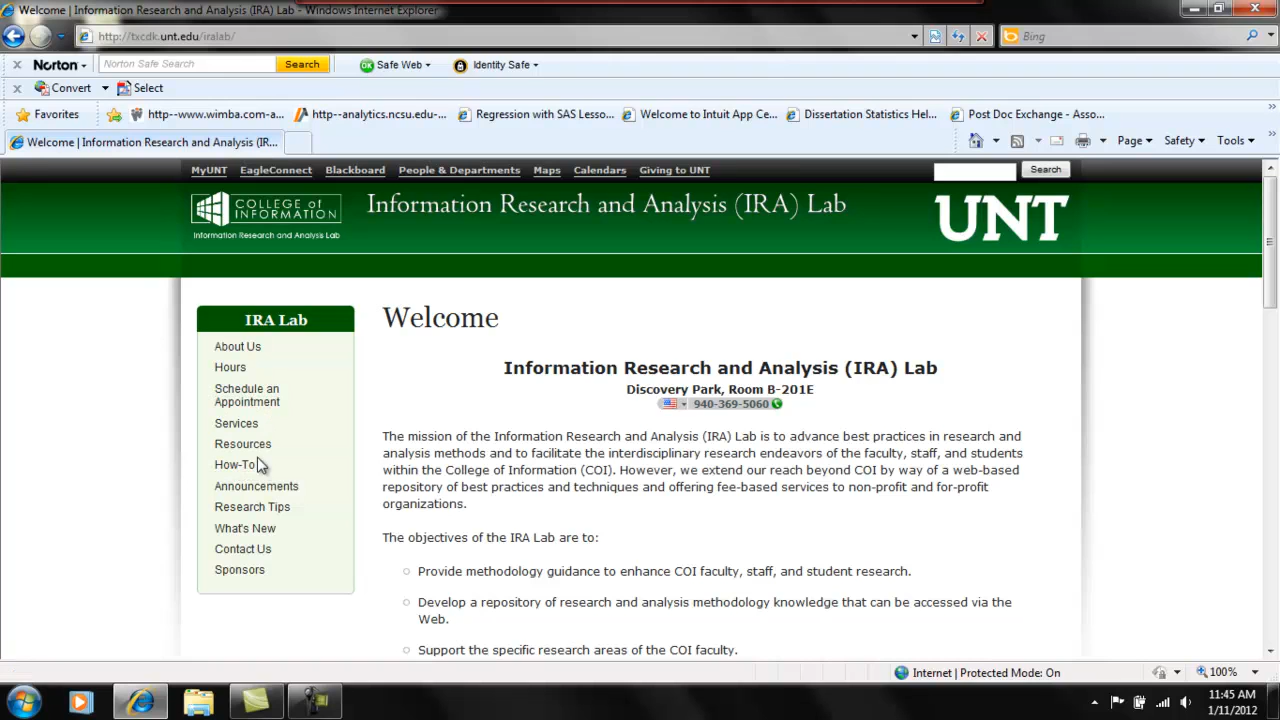 Welcome | Information Research and Analysis (IRA) Lab - Windows Internet Explorer
http://txcdk.unt.edu/iralab/
Bing
Norton
Norton Safe Search
Search
OK
Safe Web
Identity Safe
Convert
Select
Favorites
http--www.wimba.com-a...
http--analytics.ncsu.edu-...
Regression with SAS Lesso...
Welcome to Intuit App Ce...
Dissertation Statistics Hel...
Post Doc Exchange - Asso...
Welcome | Information Research and Analysis (IR...
Page
Safety
Tools
MyUNT
EagleConnect
Blackboard
People & Departments
Maps
Calendars
Giving to UNT
Search
COLLEGE of
INFORMATION
Information Research and Analysis Lab
Information Research and Analysis (IRA) Lab
UNT
IRA Lab
About Us
Hours
Schedule an
Appointment
Services
Resources
How-To
Announcements
Research Tips
What's New
Contact Us
Sponsors
Welcome
Information Research and Analysis (IRA) Lab
Discovery Park, Room B-201E
940-369-5060
The mission of the Information Research and Analysis (IRA) Lab is to advance best practices in research and
analysis methods and to facilitate the interdisciplinary research endeavors of the faculty, staff, and students
within the College of Information (COI). However, we extend our reach beyond COI by way of a web-based
repository of best practices and techniques and offering fee-based services to non-profit and for-profit
organizations.
The objectives of the IRA Lab are to:
Provide methodology guidance to enhance COI faculty, staff, and student research.
Develop a repository of research and analysis methodology knowledge that can be accessed via the
Web.
Support the specific research areas of the COI faculty.
Internet | Protected Mode: On
100%
11:45 AM
1/11/2012